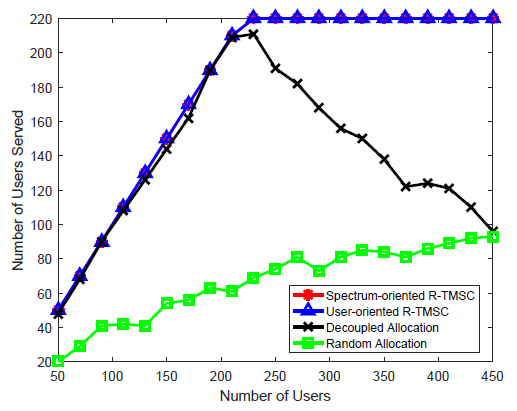 220
200
180
160
140
120
100
80
60
40
20
Number of Users Served
Spectrum-oriented R-TMSC
User-oriented R-TMSC
Decoupled Allocation
Random Allocation
50 100 150 200 250 300 350 400 450
Number of Users